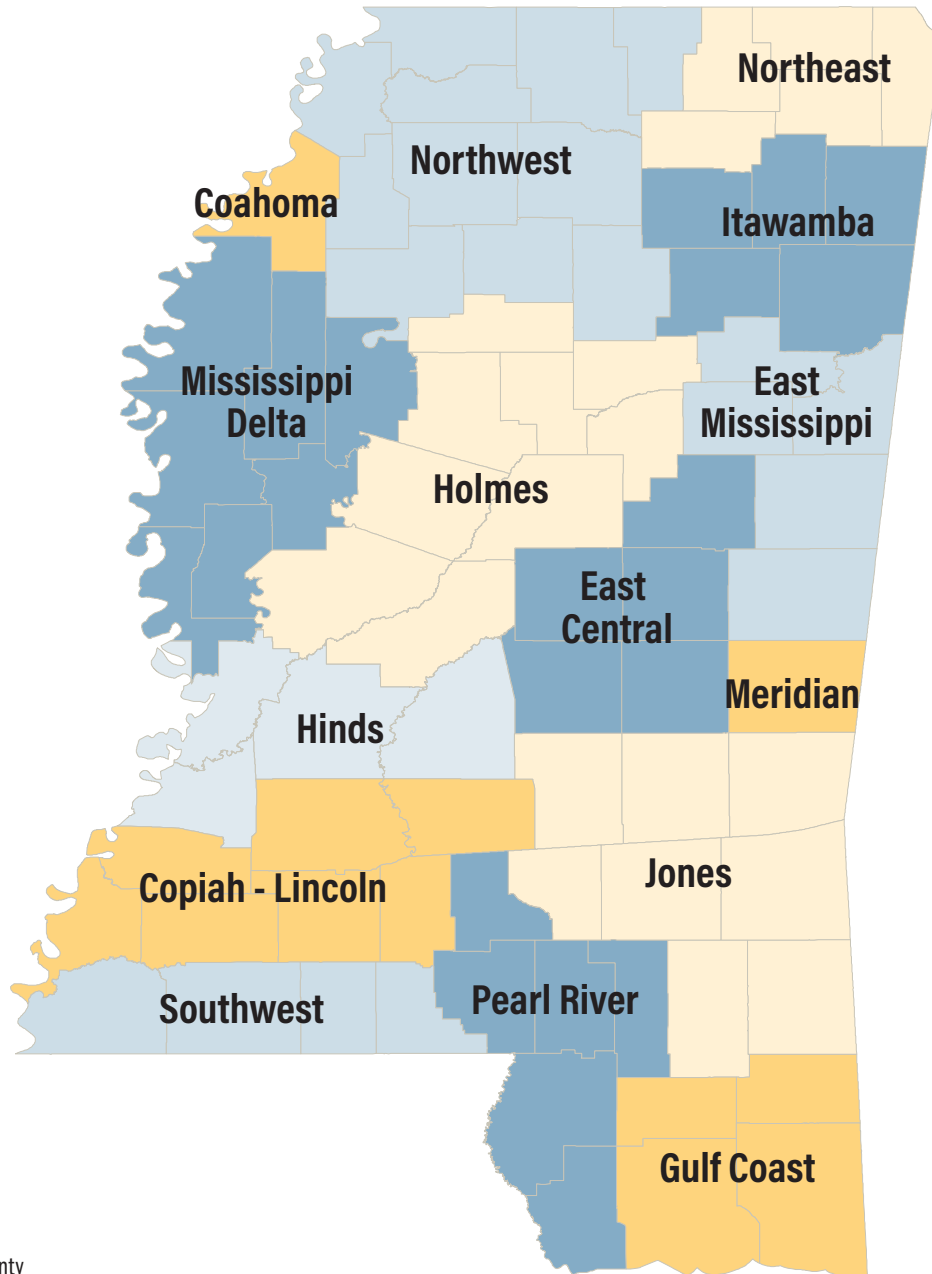 Northeast
Northwest
Coahoma
Itawamba
Mississippi
Delta
East
Mississippi
Holmes
East
Central
Meridian
Hinds
Jones
Copiah - Lincoln
Pearl River
Southwest
Gulf Coast